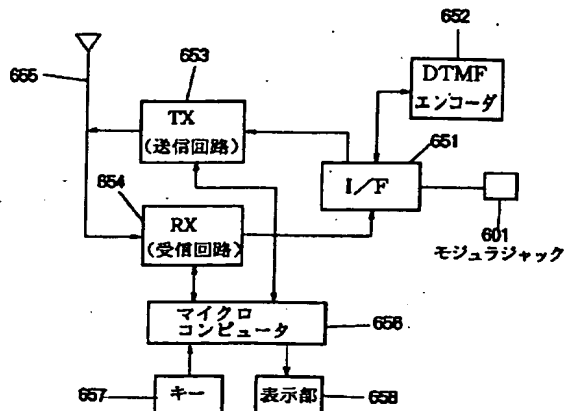 652
DTMF
エンコーダ
655
653
TX
(送信回路)
651
I/F
654
RX
(受信回路)
601
モジュラジャック
マイクロ
コンピュータ
656
657
キー
表示部
658